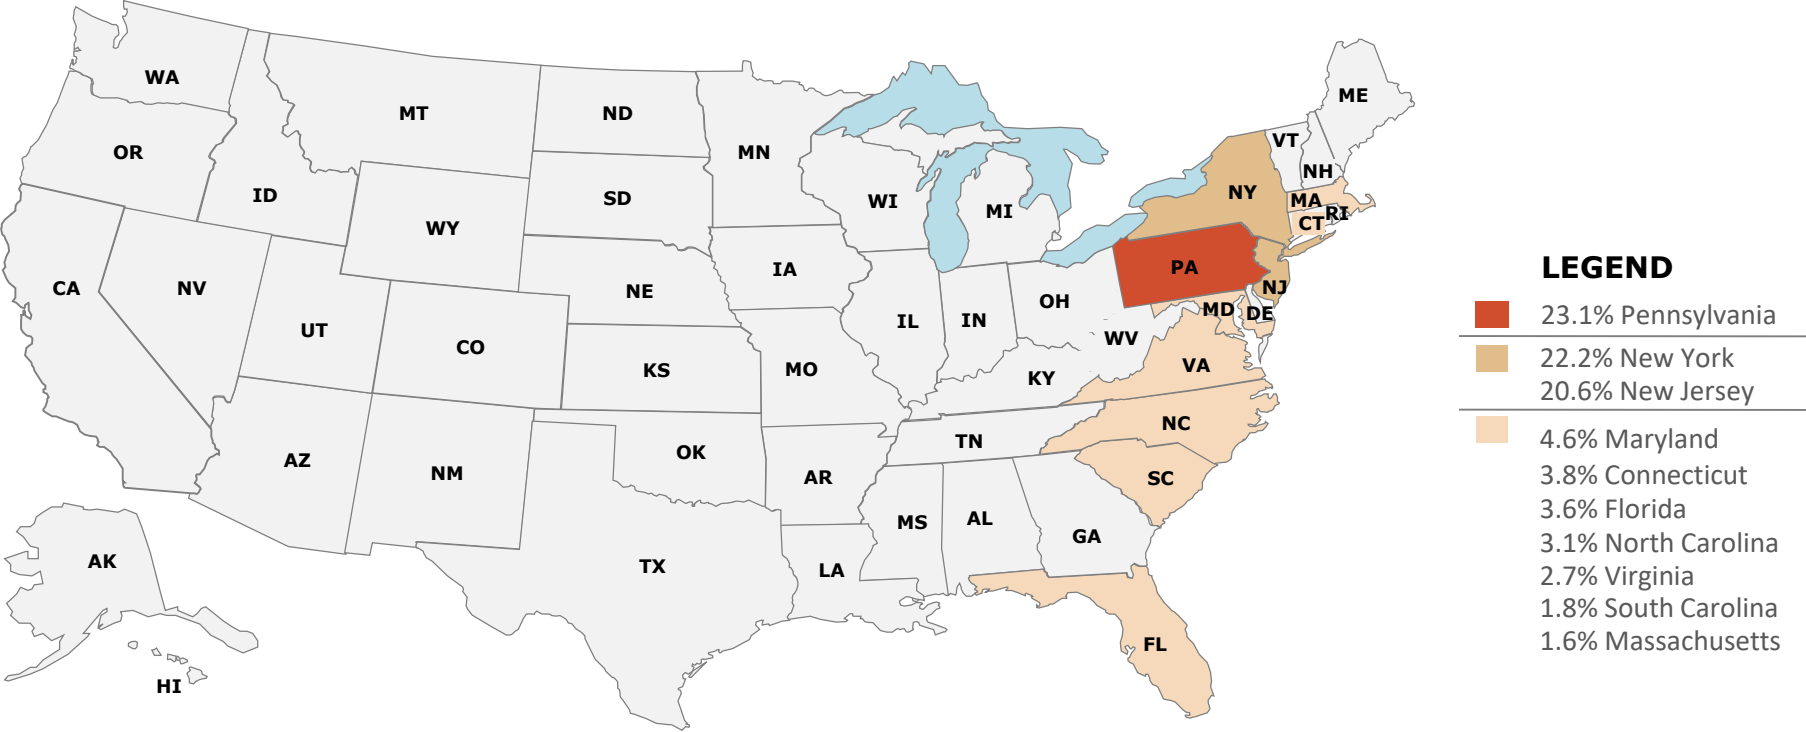 WA
MT
ND
MN
OR
ID
SD
WI
MI
WY
ME
VT
NH
NY
MA
RI
CT
CA
NV
NE
IA
PA
NJ
UT
CO
IL
IN
OH
MD
DE
WV
KS
MO
KY
VA
AZ
NM
OK
AR
TN
NC
SC
MS
AL
GA
AK
TX
LA
FL
HI
LEGEND
23.1% Pennsylvania
22.2% New York
20.6% New Jersey
4.6% Maryland
3.8% Connecticut
3.6% Florida
3.1% North Carolina
2.7% Virginia
1.8% South Carolina
1.6% Massachusetts